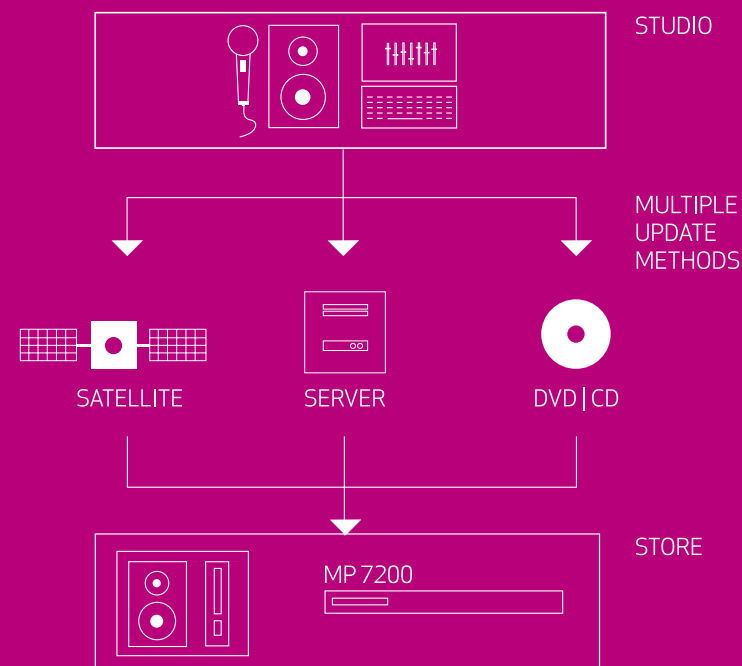 STUDIO
MULTIPLE
UPDATE
METHODS
SATELLITE
SERVER
DVD|CD
STORE
MP 7200